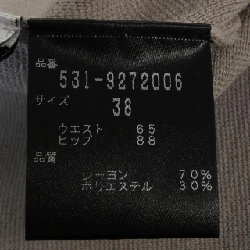 品番
531-9272006
サイズ
38
ウエスト 65
ヒップ 88
品質
レーヨン 70%
ポリエステル 30%